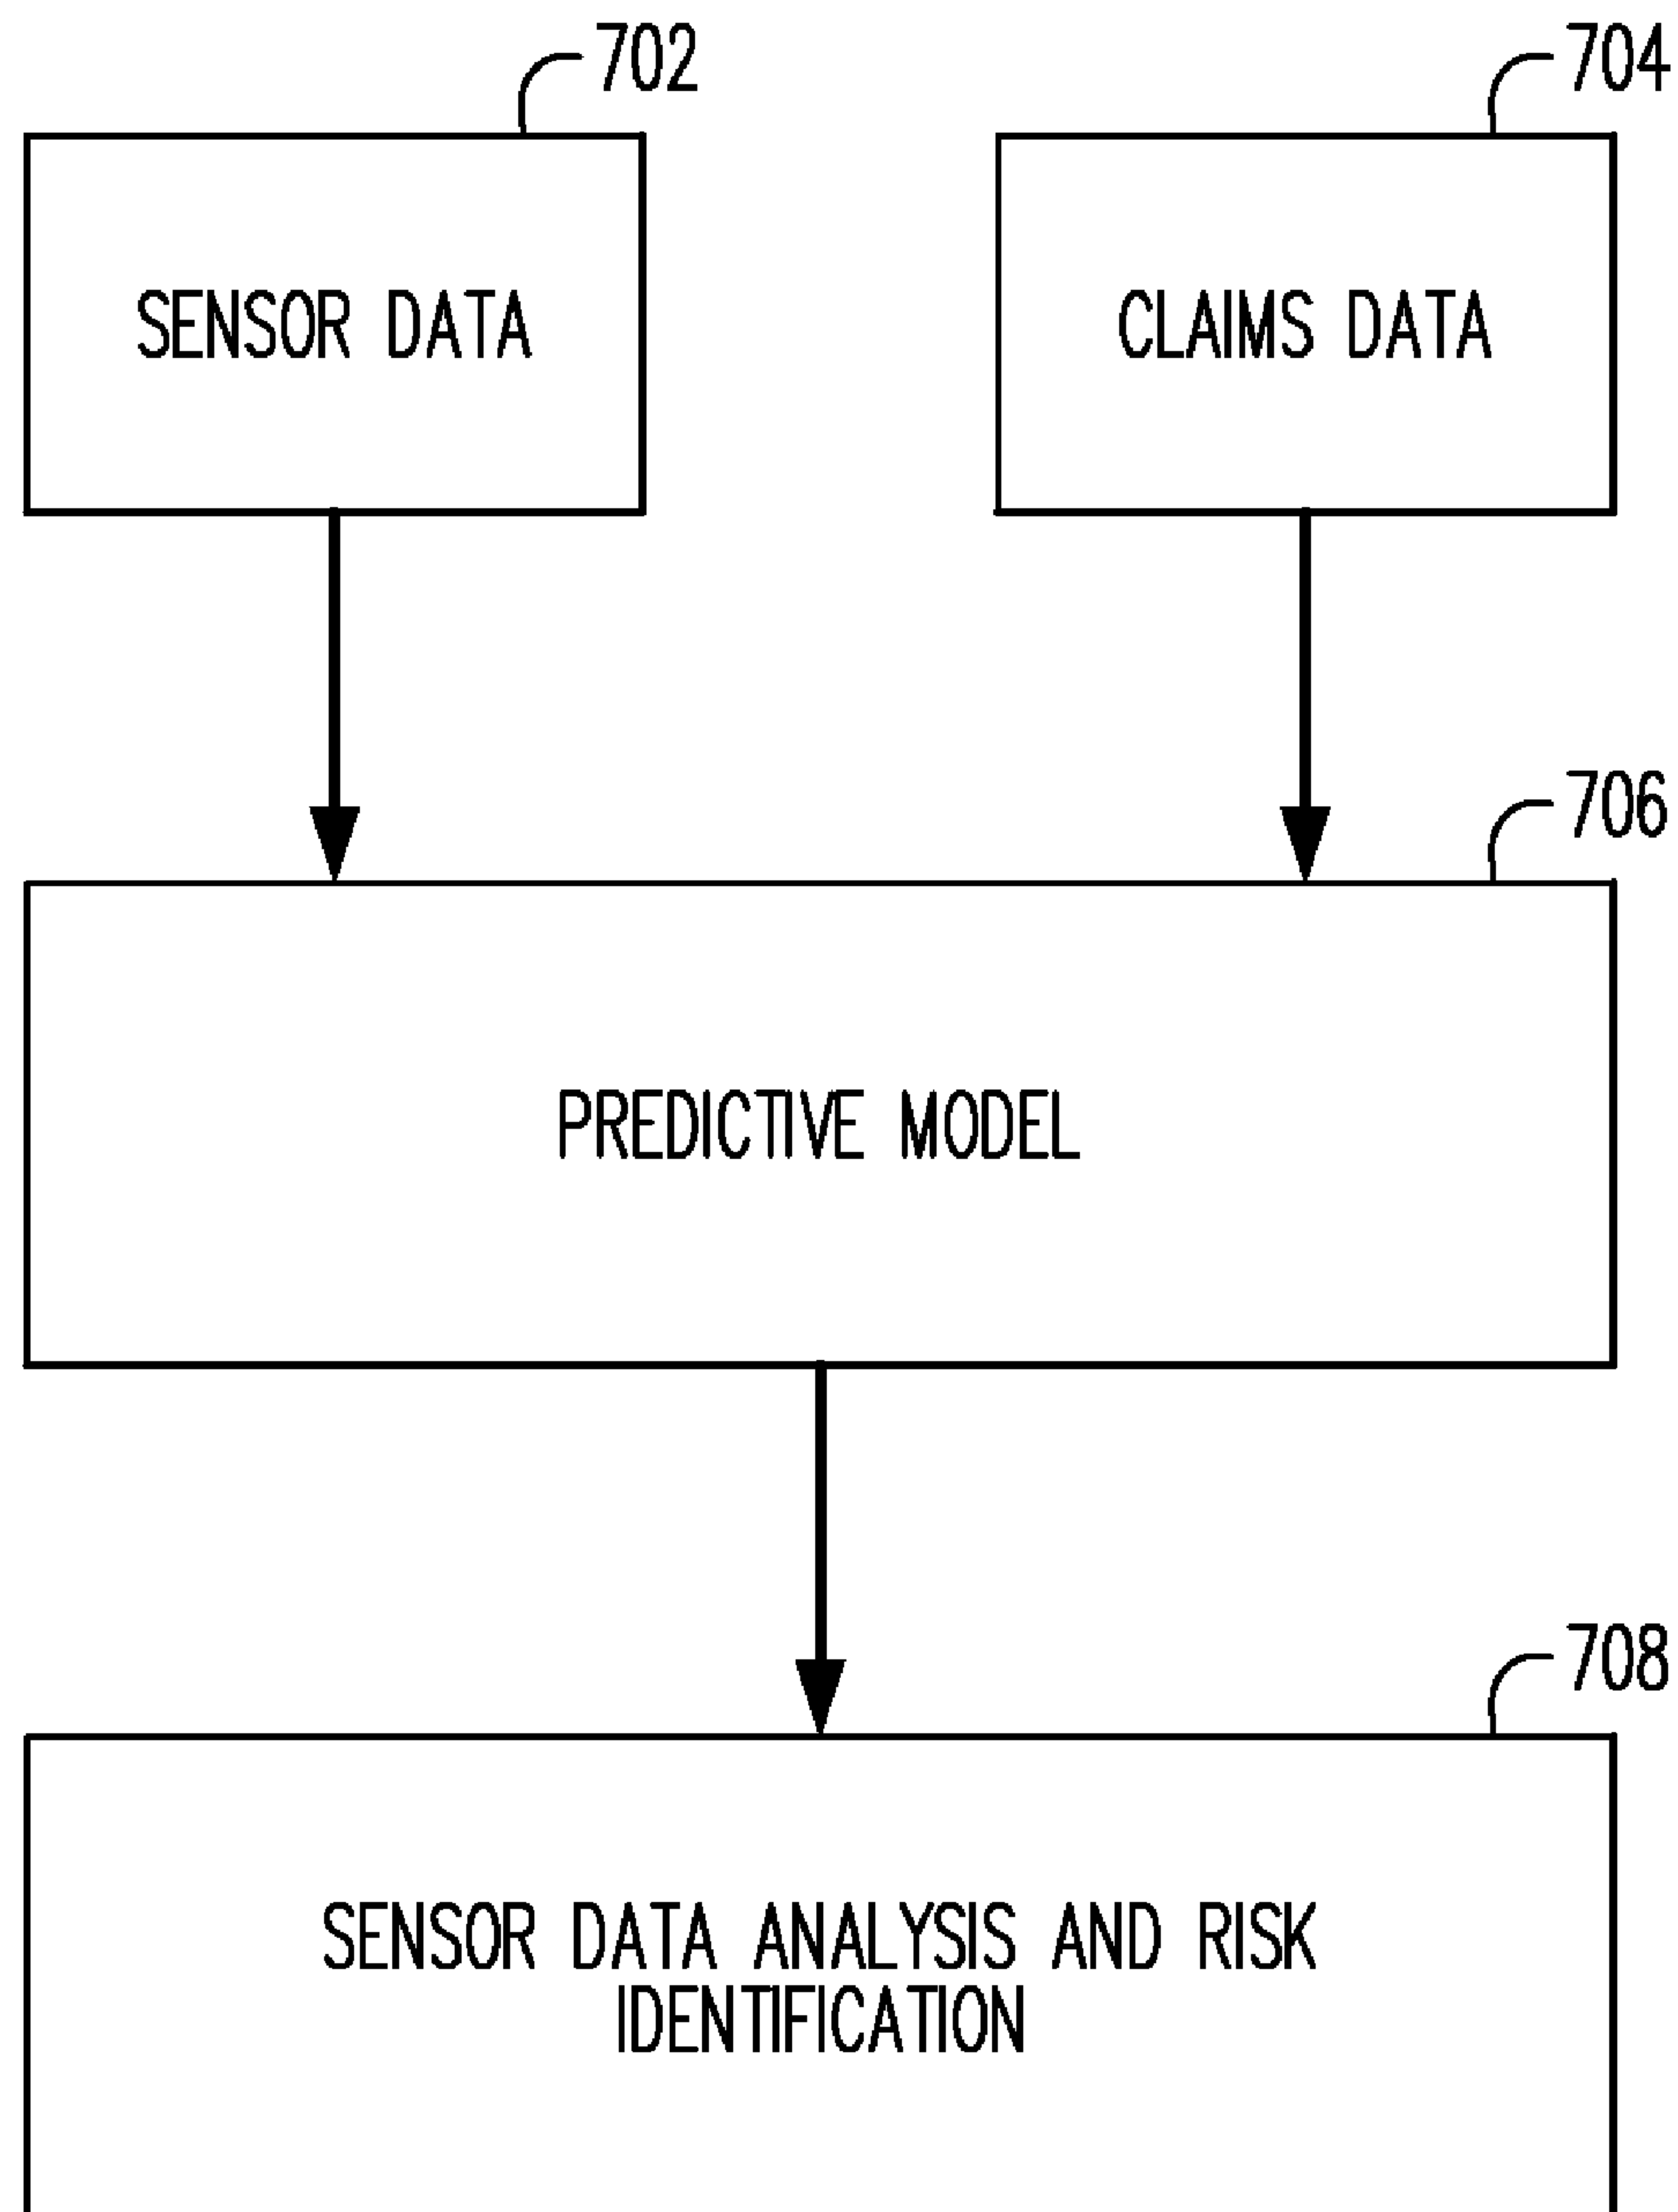 702
704
SENSOR DATA
CLAIMS DATA
706
PREDICTIVE MODEL
708
SENSOR DATA ANALYSIS AND RISK
IDENTIFICATION